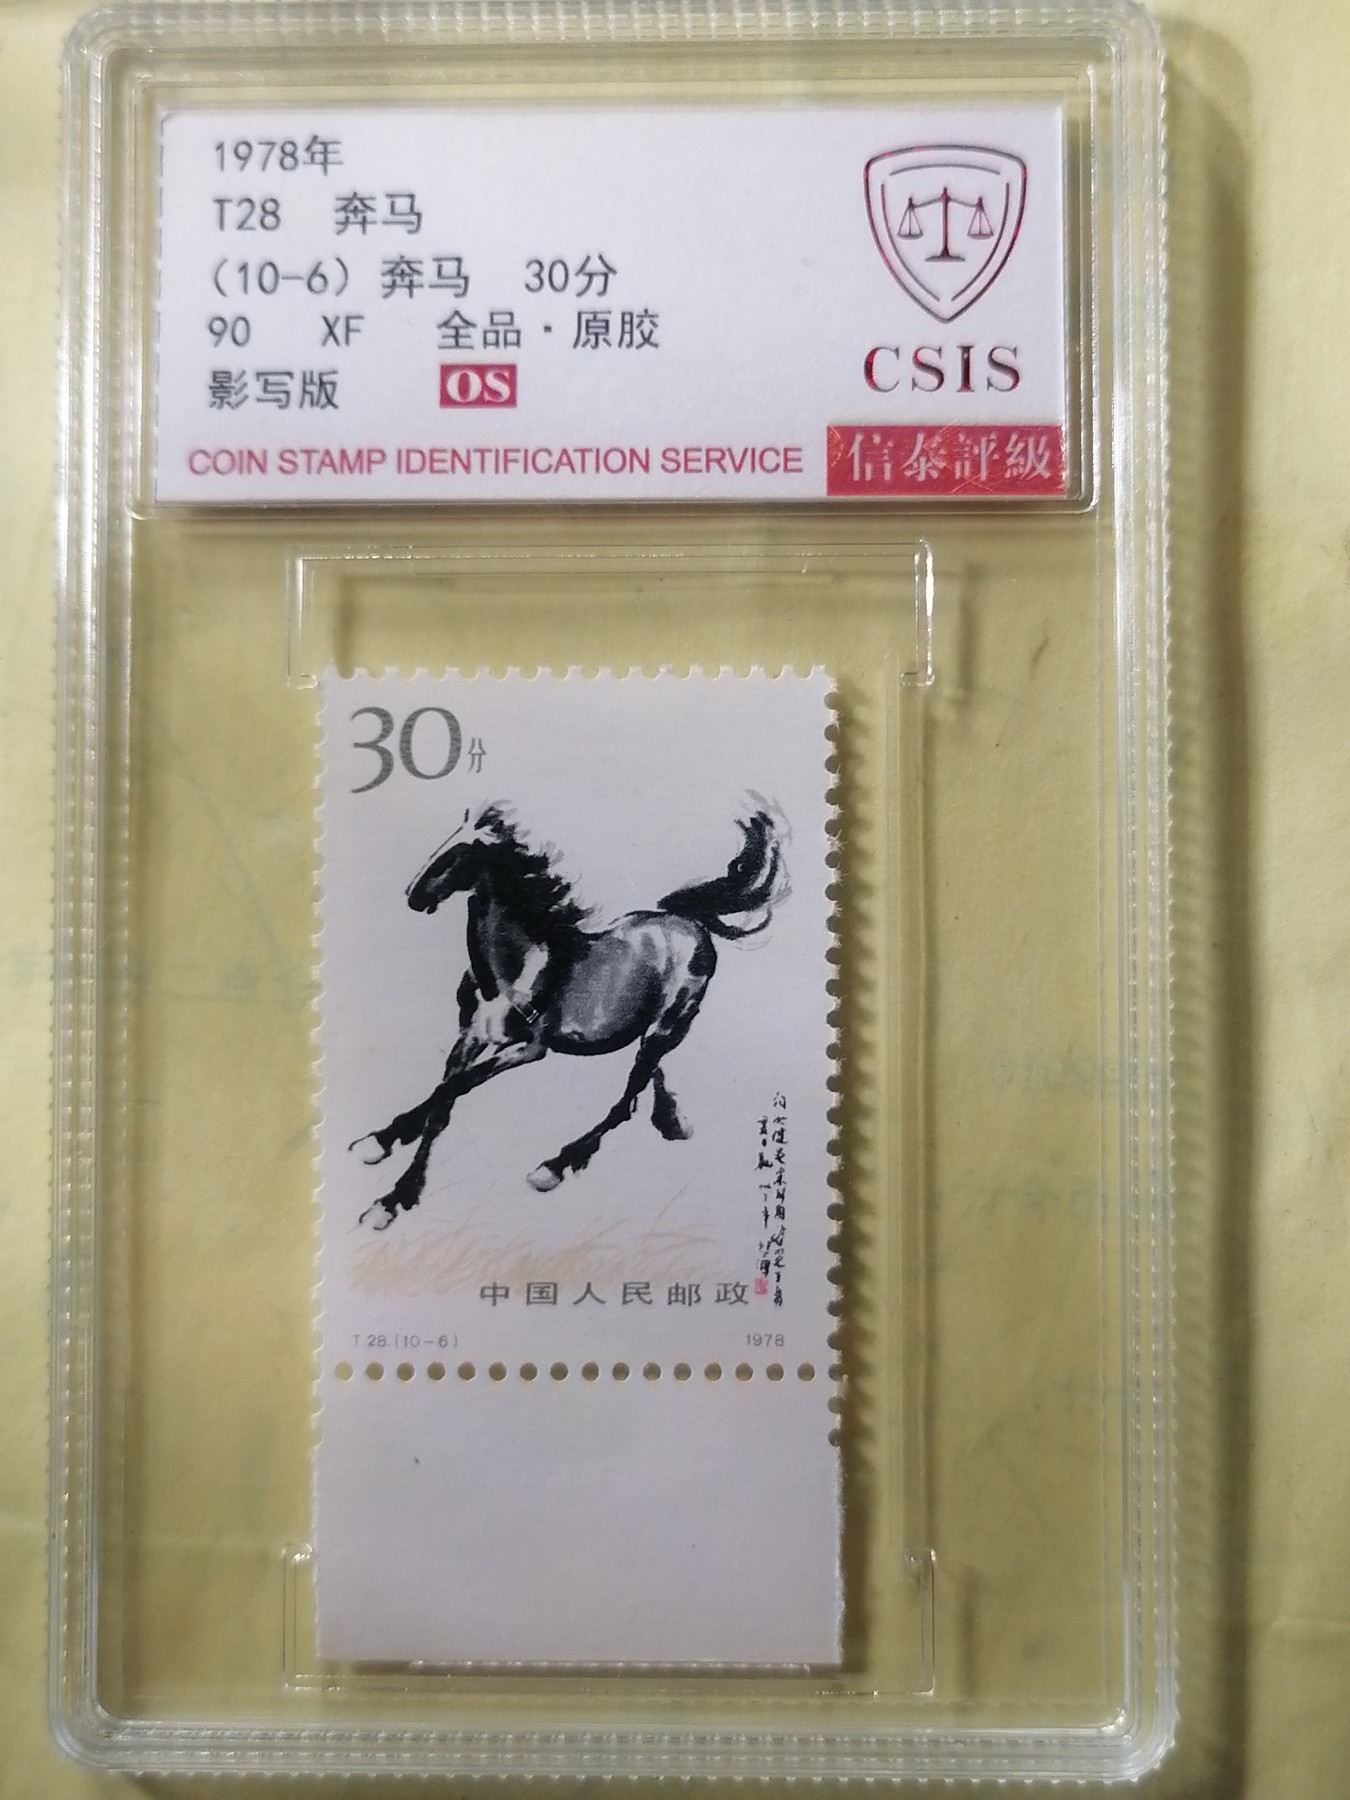 1978年
T28 奔马
(10-6) 奔马 30分
90 XF 全品·原胶
影写版 OS
COIN STAMP IDENTIFICATION SERVICE
CSIS
信泰評級
30分
中国人民邮政
T 28.(10-6) 1978